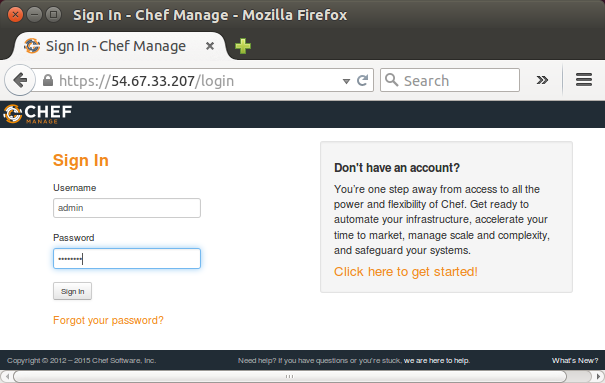 Sign In - Chef Manage - Mozilla Firefox
Sign In - Chef Manage
https://54.67.33.207/login
Search
CHEF
MANAGE
Sign In
Username
admin
Password
••••••••
Sign In
Forgot your password?
Don't have an account?
You're one step away from access to all the
power and flexibility of Chef. Get ready to
automate your infrastructure, accelerate your
time to market, manage scale and complexity,
and safeguard your systems.
Click here to get started!
Copyright © 2012 – 2015 Chef Software, Inc.
Need help? If you have questions or you're stuck, we are here to help.
What's New?